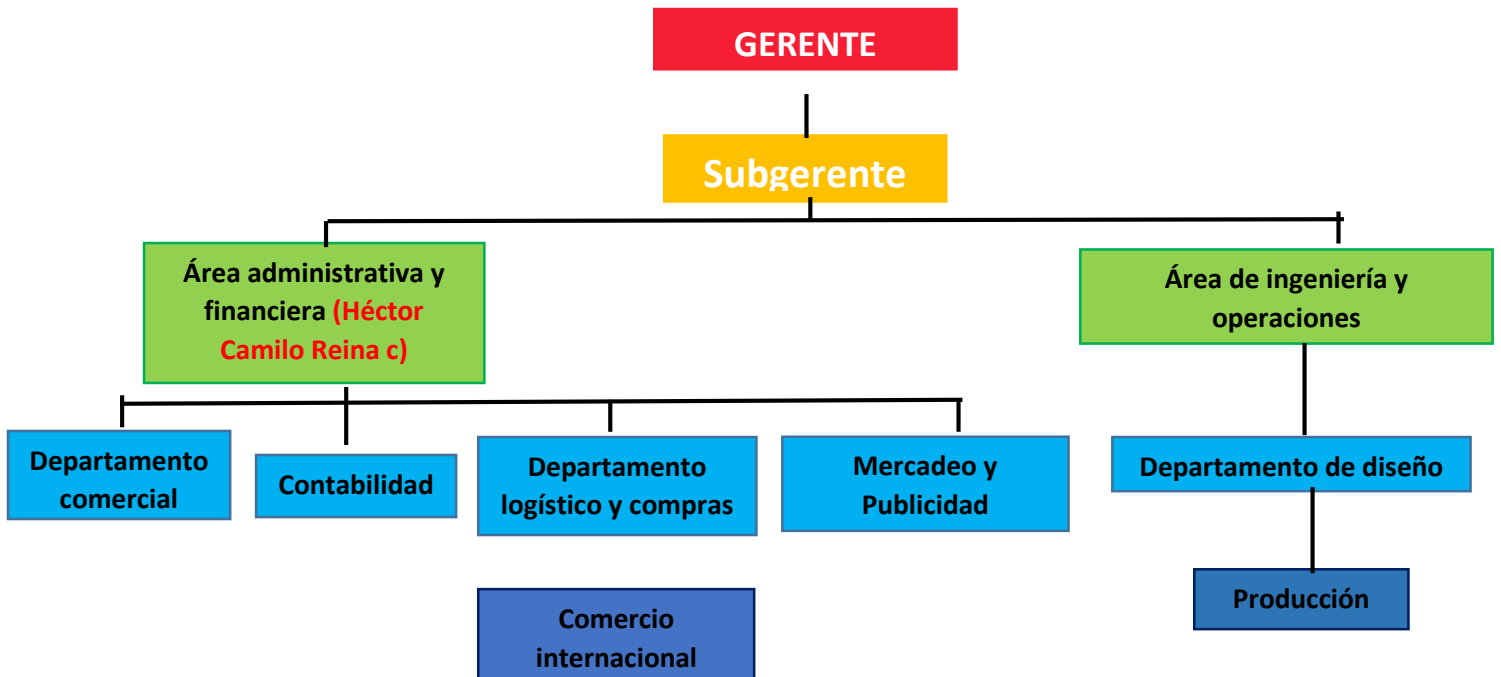 GERENTE
Subgerente
Área administrativa y
financiera (Héctor
Camilo Reina c)
Área de ingeniería y
operaciones
Departamento
comercial
Contabilidad
Departamento
logístico y compras
Mercadeo y
Publicidad
Departamento de diseño
Comercio
internacional
Producción